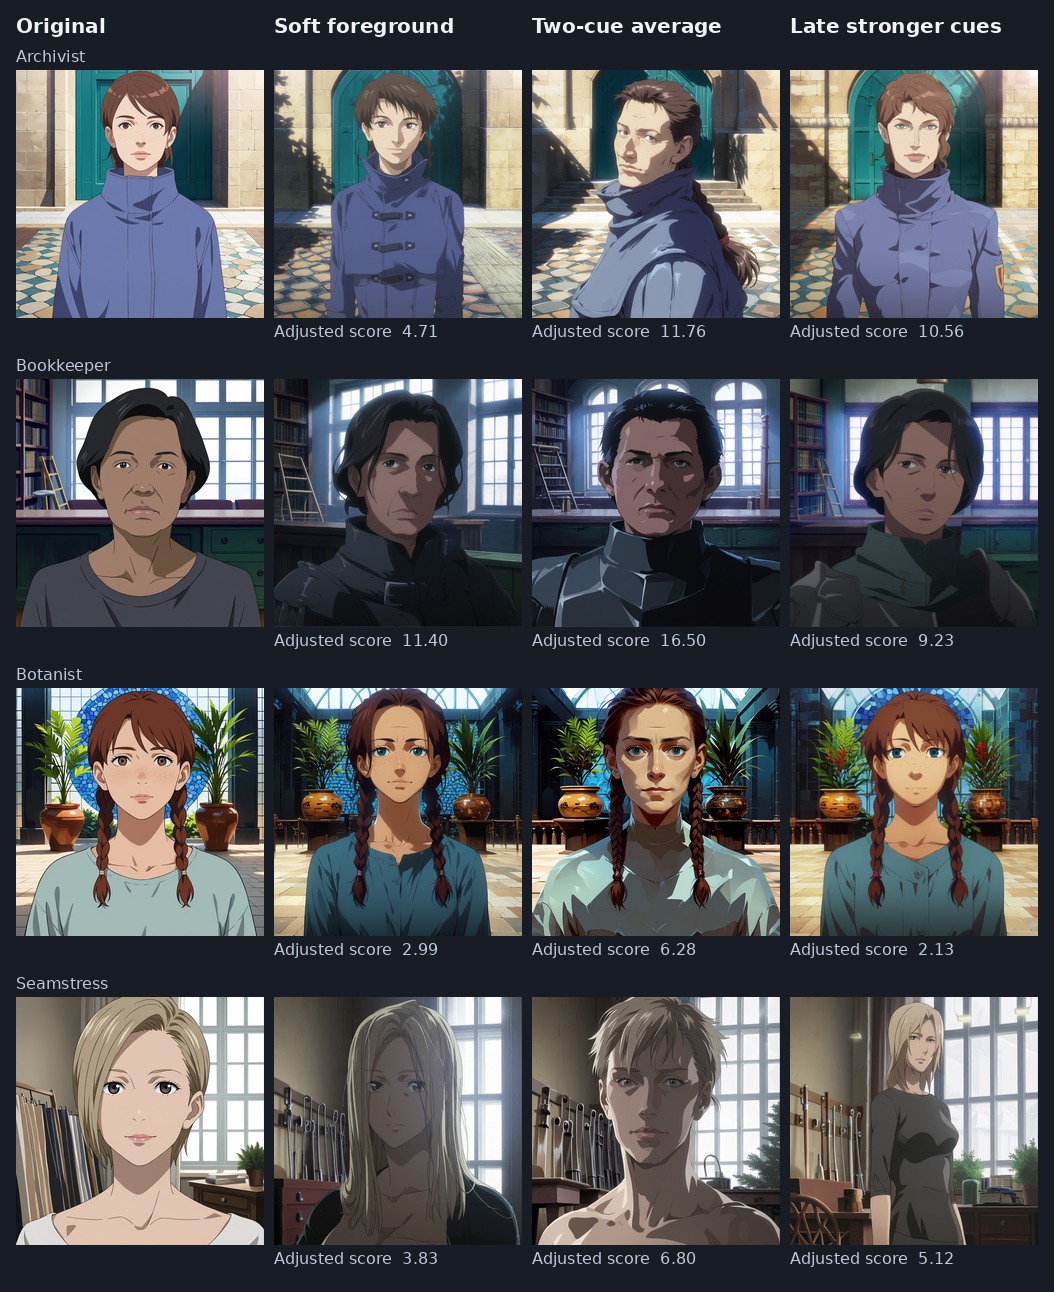 Original Soft foreground Two-cue average Late stronger cues
Archivist
Adjusted score 4.71 Adjusted score 11.76 Adjusted score 10.56
Bookkeeper
Adjusted score 11.40 Adjusted score 16.50 Adjusted score 9.23
Botanist
Adjusted score 2.99 Adjusted score 6.28 Adjusted score 2.13
Seamstress
Adjusted score 3.83 Adjusted score 6.80 Adjusted score 5.12